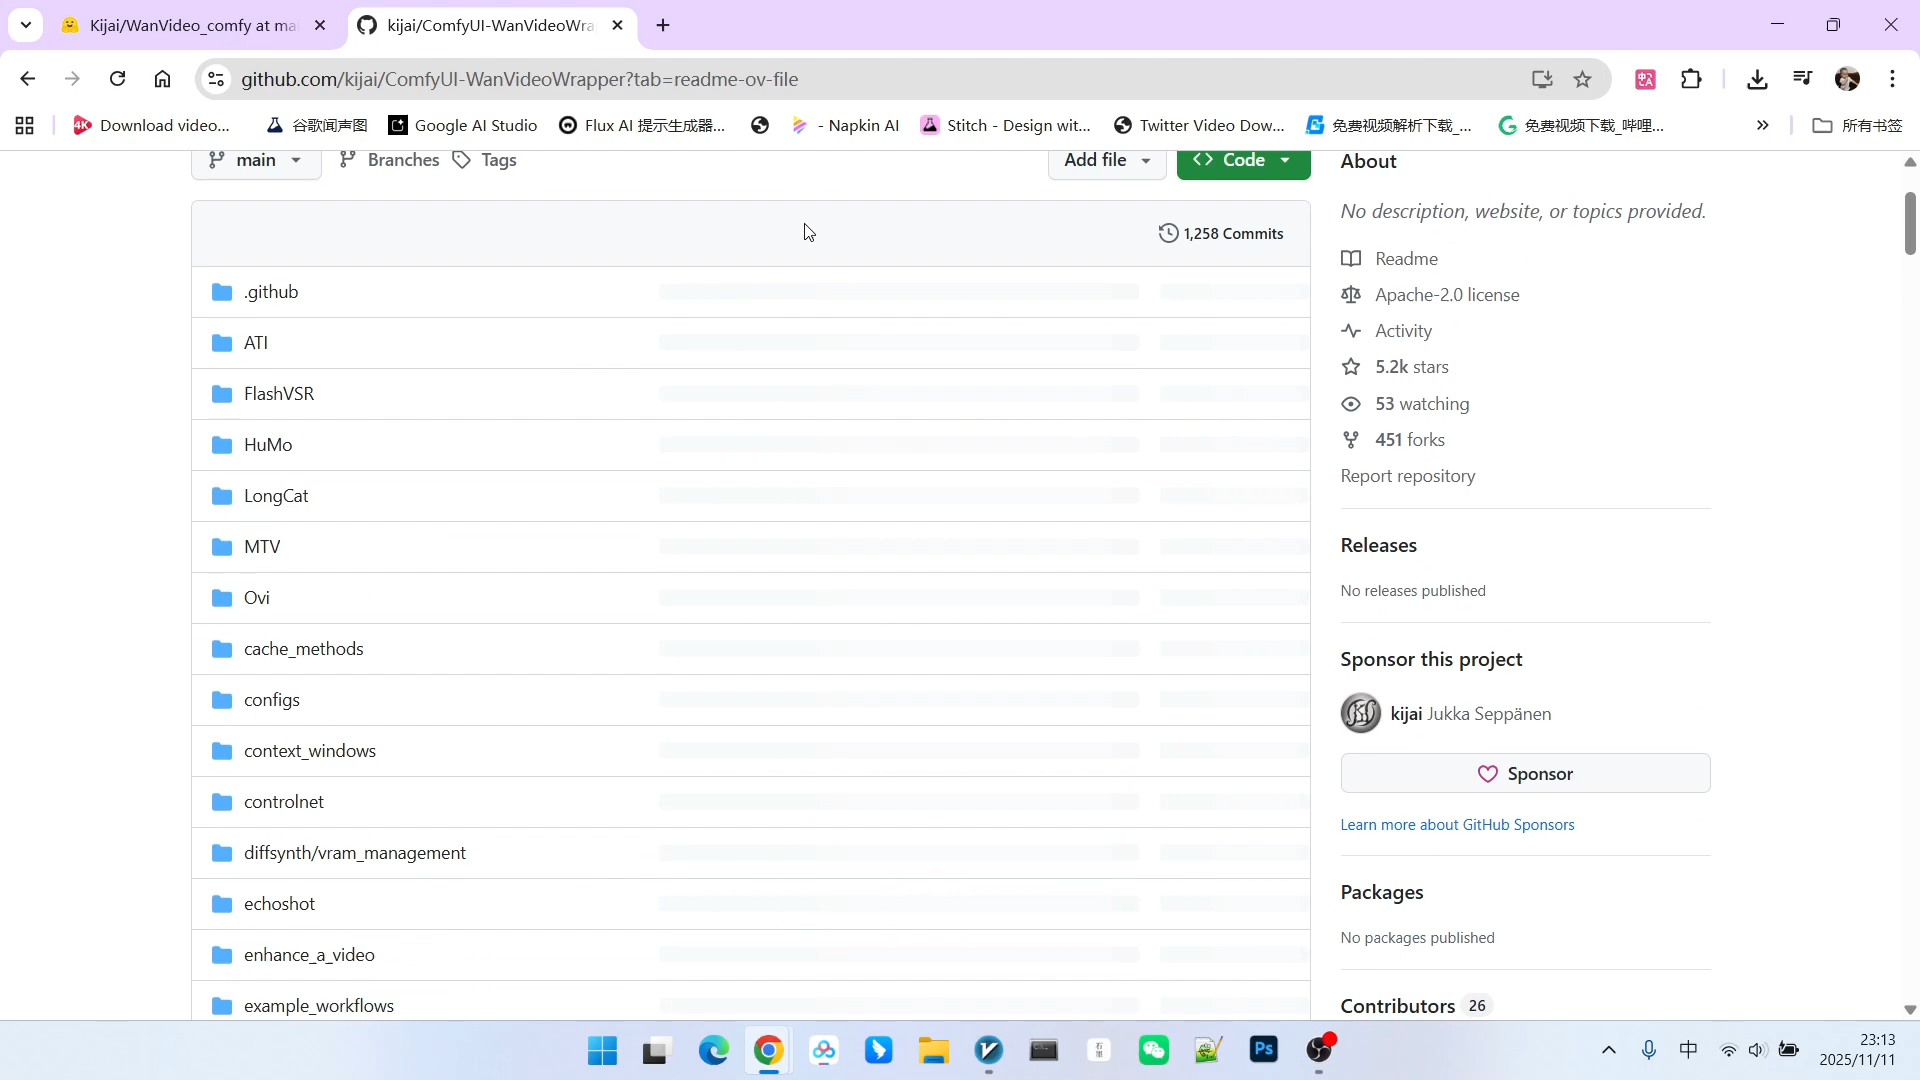 Kijai/WanVideo_comfy at ma
kijai/ComfyUI-WanVideoWra
github.com/kijai/ComfyUI-WanVideoWrapper?tab=readme-ov-file
4K Download video...
谷歌闻声图
Google AI Studio
Flux AI 提示生成器...
- Napkin AI
Stitch - Design wit...
Twitter Video Dow...
免费视频解析下载_...
免费视频下载_哔哩...
所有书签
main
Branches
Tags
Add file
Code
1,258 Commits
.github
ATI
FlashVSR
HuMo
LongCat
MTV
Ovi
cache_methods
configs
context_windows
controlnet
diffsynth/vram_management
echoshot
enhance_a_video
example_workflows
About
No description, website, or topics provided.
Readme
Apache-2.0 license
Activity
5.2k stars
53 watching
451 forks
Report repository
Releases
No releases published
Sponsor this project
kijai Jukka Seppänen
Sponsor
Learn more about GitHub Sponsors
Packages
No packages published
Contributors 26
Ps
中
23:13
2025/11/11